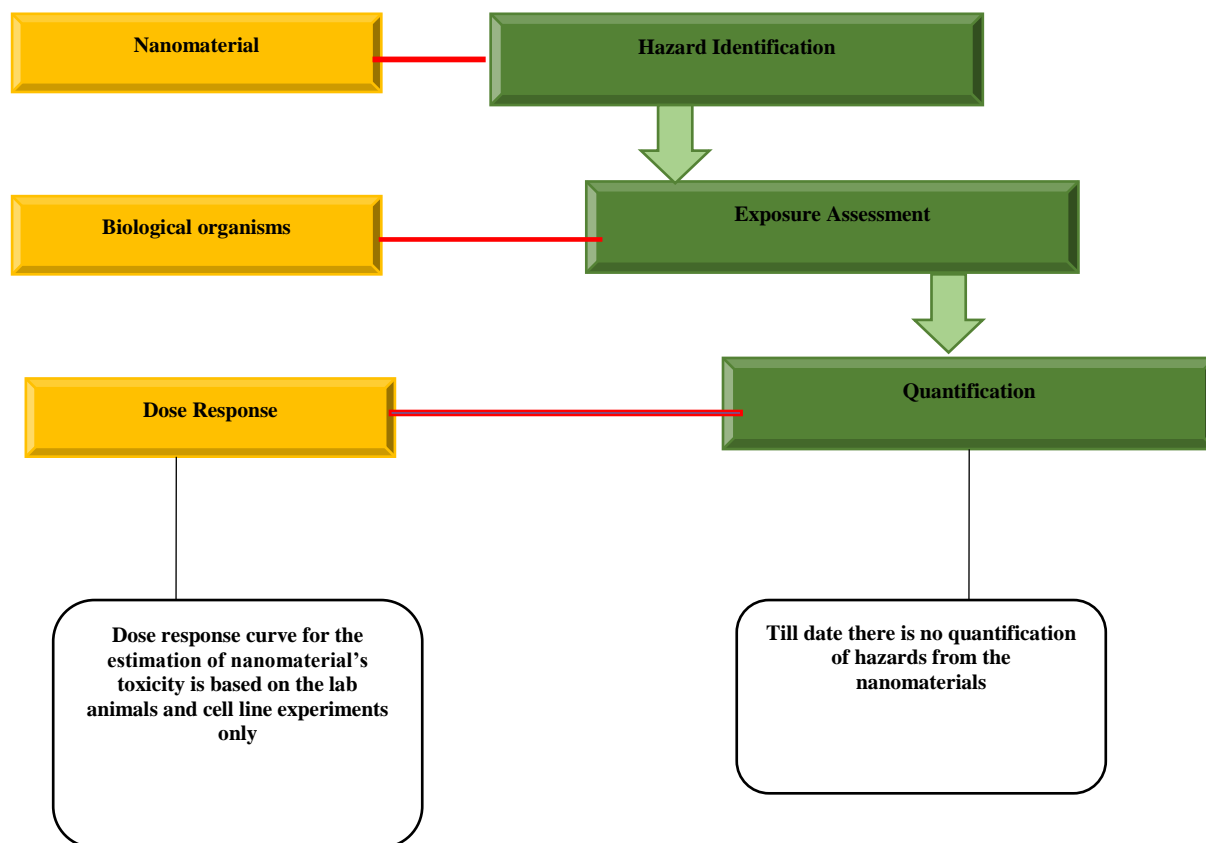 Nanomaterial
Hazard Identification
Biological organisms
Exposure Assessment
Dose Response
Quantification
Dose response curve for the
estimation of nanomaterial’s
toxicity is based on the lab
animals and cell line experiments
only
Till date there is no quantification
of hazards from the
nanomaterials